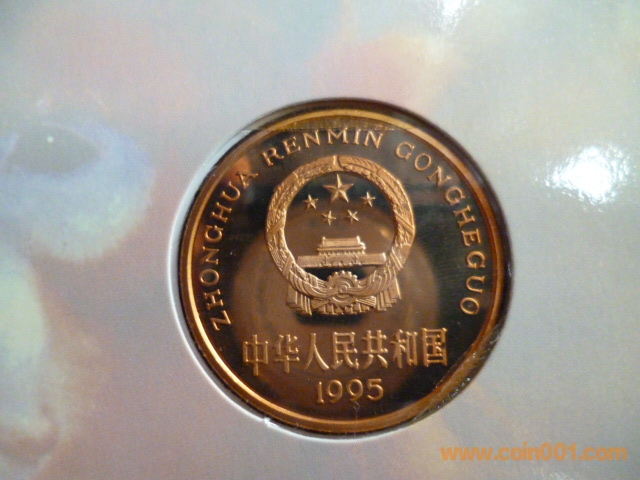 ZHONGHUA RENMIN GONGHEGUO
中华人民共和国
1995
www.coin001.com